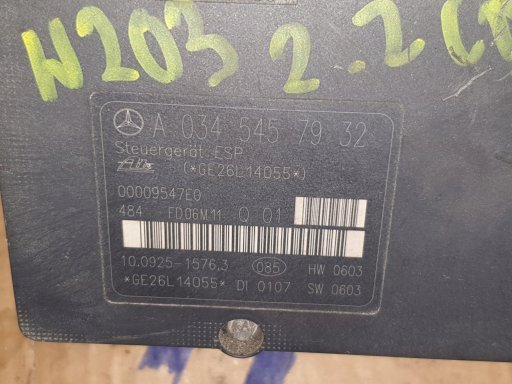 W203 2.2 CDI
A 034 545 79 32
Steuergerät ESP
Ate (*GE26L14055*)
00009547E0
484 FD06M11 Q 01
10.0925-1576.3 085 HW 0603
*GE26L14055* DI 0107 SW 0603